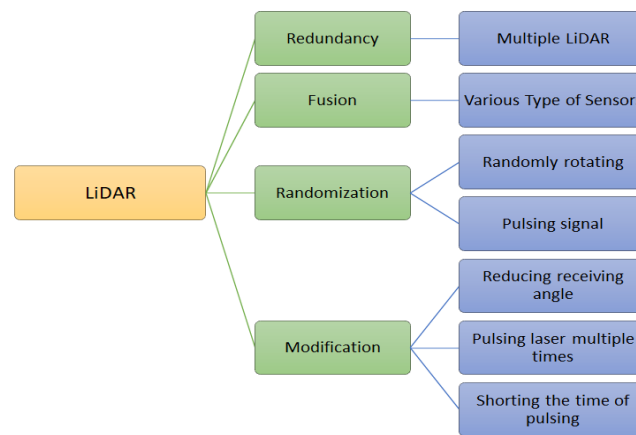 LiDAR
Redundancy
Multiple LiDAR
Fusion
Various Type of Sensor
Randomization
Randomly rotating
Pulsing signal
Modification
Reducing receiving
angle
Pulsing laser multiple
times
Shorting the time of
pulsing